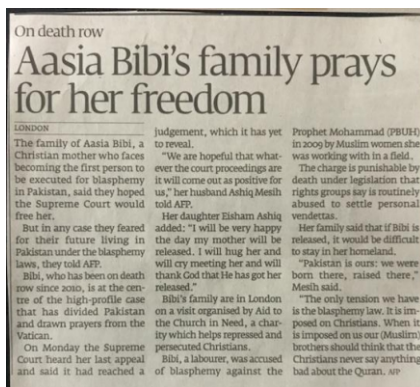 On death row
Aasia Bibi's family prays
for her freedom
LONDON
The family of Aasia Bibi, a
Christian mother who faces
becoming the first person to
be executed for blasphemy
in Pakistan, said they hoped
the Supreme Court would
free her.
But in any case they feared
for their future living in
Pakistan under the blasphemy
laws, they told AFP.
Bibi, who has been on death
row since 2010, is at the cen-
tre of the high-profile case
that has divided Pakistan
and drawn prayers from the
Vatican.
On Monday the Supreme
Court heard her last appeal
and said it had reached a
judgement, which it has yet
to reveal.
"We are hopeful that what-
ever the court proceedings are
it will come out as positive for
us," her husband Ashiq Mesih
told AFP.
Her daughter Eisham Ashiq
added: "I will be very happy
the day my mother will be
released. I will hug her and
will cry meeting her and will
thank God that He has got her
released."
Bibi's family are in London
on a visit organised by Aid to
the Church in Need, a char-
ity which helps repressed and
persecuted Christians.
Bibi, a labourer, was accused
of blasphemy against the
Prophet Mohammad (PBUH)
in 2009 by Muslim women she
was working with in a field.
The charge is punishable by
death under legislation that
rights groups say is routinely
abused to settle personal
vendettas.
Her family said that if Bibi is
released, it would be difficult
to stay in her homeland.
"Pakistan is ours: we were
born there, raised there,"
Mesih said.
"The only tension we have
is the blasphemy law. It is im-
posed on Christians. When it
is imposed on us our (Muslim)
brothers should think that the
Christians never say anything
bad about the Quran. AFP